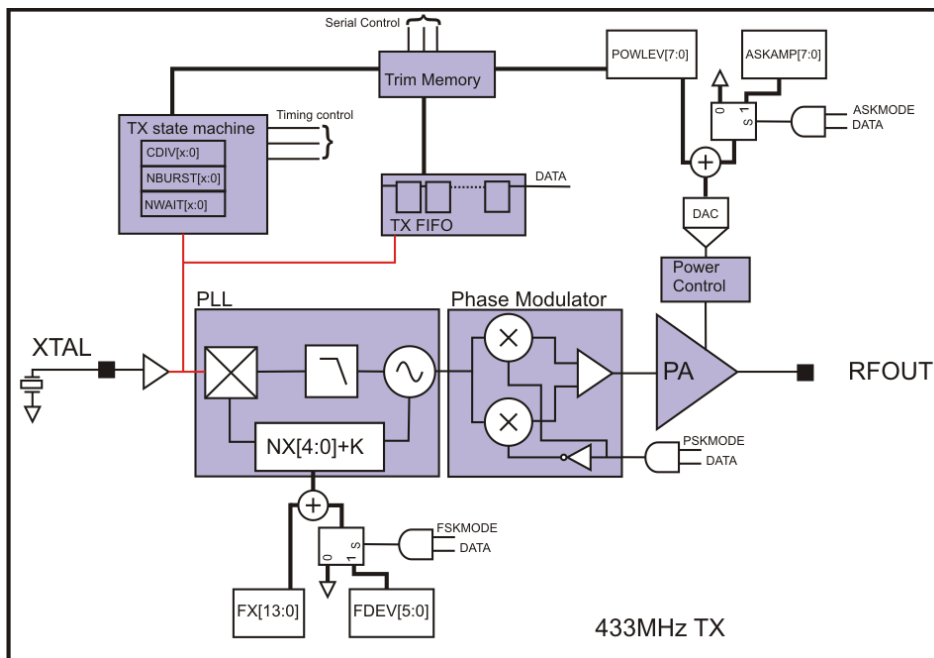 Serial Control
POWLEV[7:0]
ASKAMP[7:0]
Trim Memory
TX state machine
Timing control
CDIV[x:0]
NBURST[x:0]
NWAIT[x:0]
0
1
S
ASKMODE
DATA
DATA
TX FIFO
DAC
Power
Control
PLL
Phase Modulator
XTAL
PA
RFOUT
NX[4:0]+K
PSKMODE
DATA
FSKMODE
DATA
S
0
1
FX[13:0]
FDEV[5:0]
433MHz TX